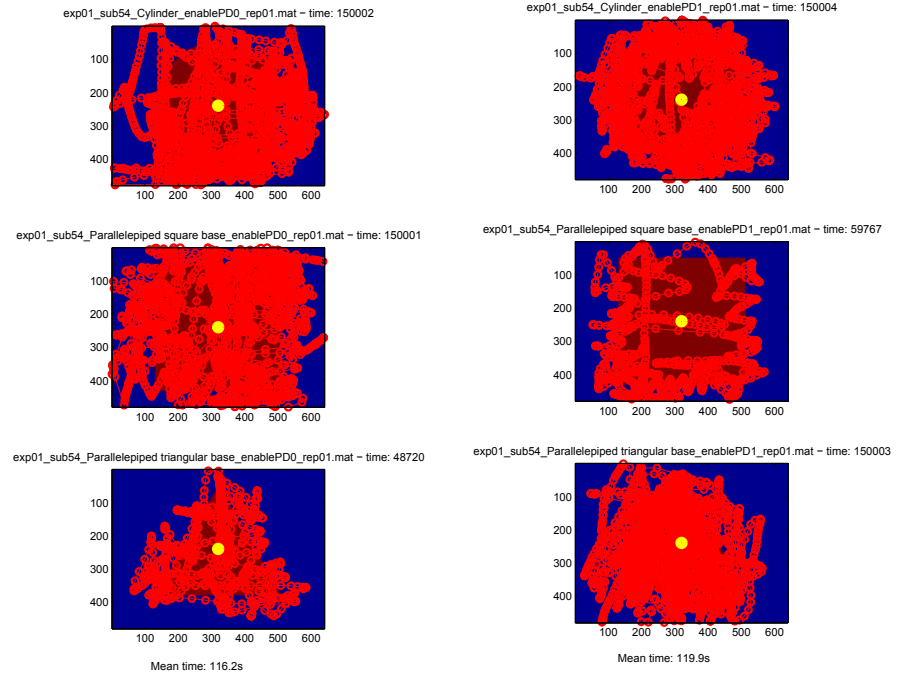 exp01_sub54_Cylinder_enablePD0_rep01.mat − time: 150002
100
200
300
400
100 200 300 400 500 600
exp01_sub54_Cylinder_enablePD1_rep01.mat − time: 150004
100
200
300
400
100 200 300 400 500 600
exp01_sub54_Parallelepiped square base_enablePD0_rep01.mat − time: 150001
100
200
300
400
100 200 300 400 500 600
exp01_sub54_Parallelepiped square base_enablePD1_rep01.mat − time: 59767
100
200
300
400
100 200 300 400 500 600
exp01_sub54_Parallelepiped triangular base_enablePD0_rep01.mat − time: 48720
100
200
300
400
100 200 300 400 500 600
Mean time: 116.2s
exp01_sub54_Parallelepiped triangular base_enablePD1_rep01.mat − time: 150003
100
200
300
400
100 200 300 400 500 600
Mean time: 119.9s